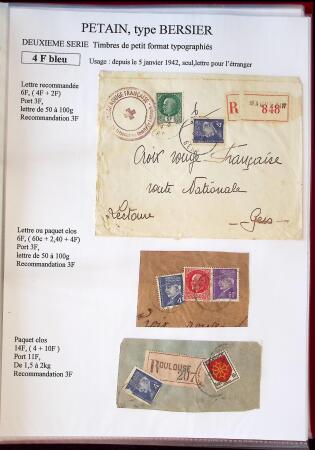 PETAIN, type BERSIER
DEUXIEME SERIE Timbres de petit format typographiés
4 F bleu
Usage : depuis le 5 janvier 1942, seul,lettre pour l'étranger
Lettre recommandée
6F, ( 4F + 2F)
Port 3F,
lettre de 50 à 100g
Recommandation 3F
R
848
Croix rouge Française
route Nationale
Lectoure
Gers
Lettre ou paquet clos
6F, ( 60c + 2,40 + 4F)
Port 3F,
lettre de 50 à 100g
Recommandation 3F
Paquet clos
14F, ( 4 + 10F )
Port 11F,
De 1,5 à 2kg
Recommandation 3F
R
TOULOUSE
207